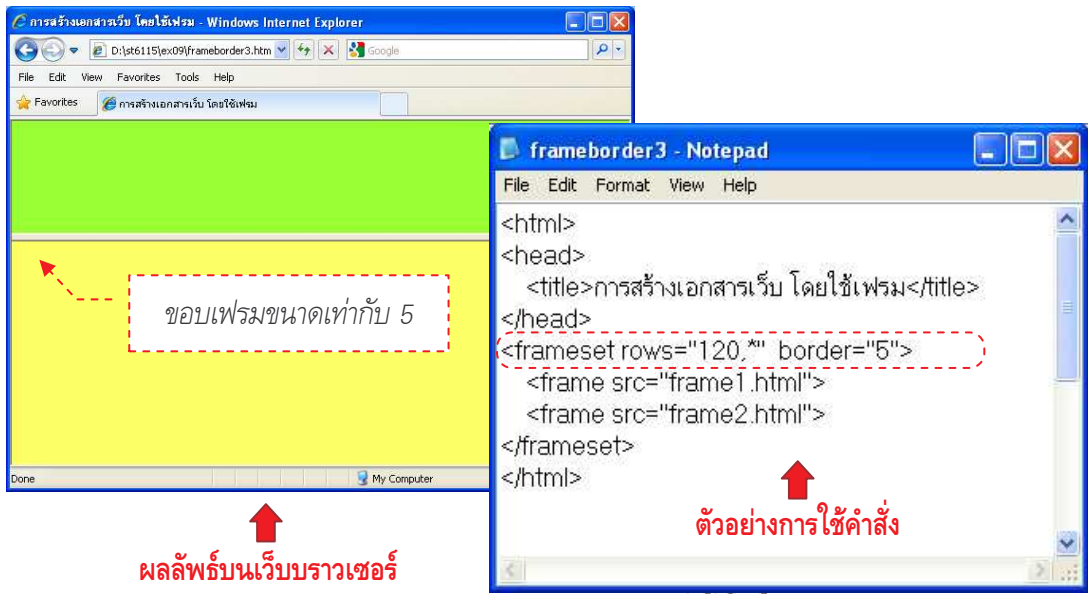 การสร้างเอกสารเว็บ โดยใช้เฟรม - Windows Internet Explorer
D:\st6115\ex09\frameborder3.htm
Google
File Edit View Favorites Tools Help
Favorites
การสร้างเอกสารเว็บ โดยใช้เฟรม
ขอบเฟรมขนาดเท่ากับ 5
Done
My Computer
ผลลัพธ์บนเว็บบราวเซอร์
frameborder3 - Notepad
File Edit Format View Help
<html>
<head>
<title>การสร้างเอกสารเว็บ โดยใช้เฟรม</title>
</head>
<frameset rows="120,*" border="5">
<frame src="frame1.html">
<frame src="frame2.html">
</frameset>
</html>
ตัวอย่างการใช้คำสั่ง